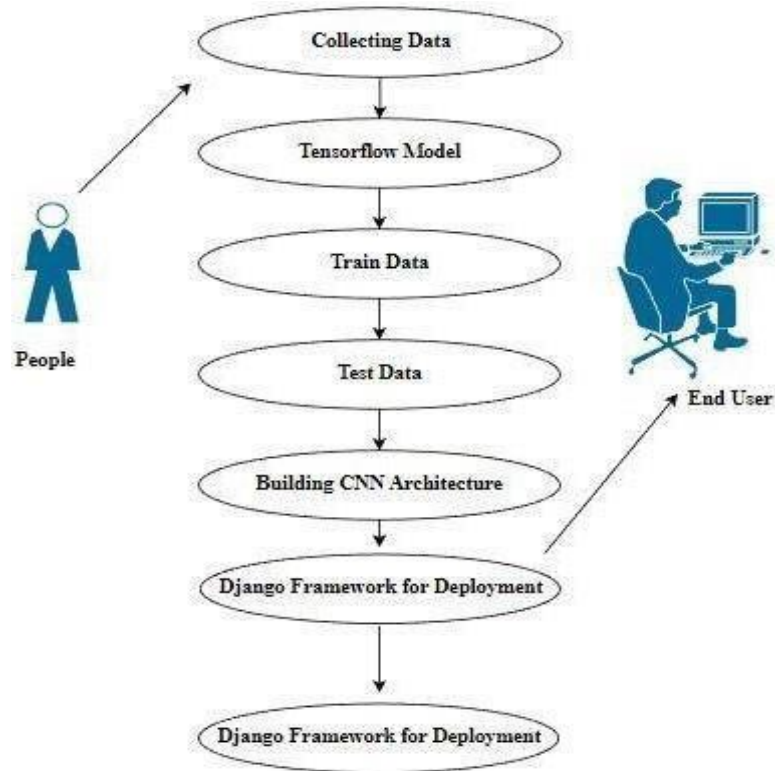 Collecting Data
Tensorflow Model
Train Data
People
Test Data
End User
Building CNN Architecture
Django Framework for Deployment
Django Framework for Deployment